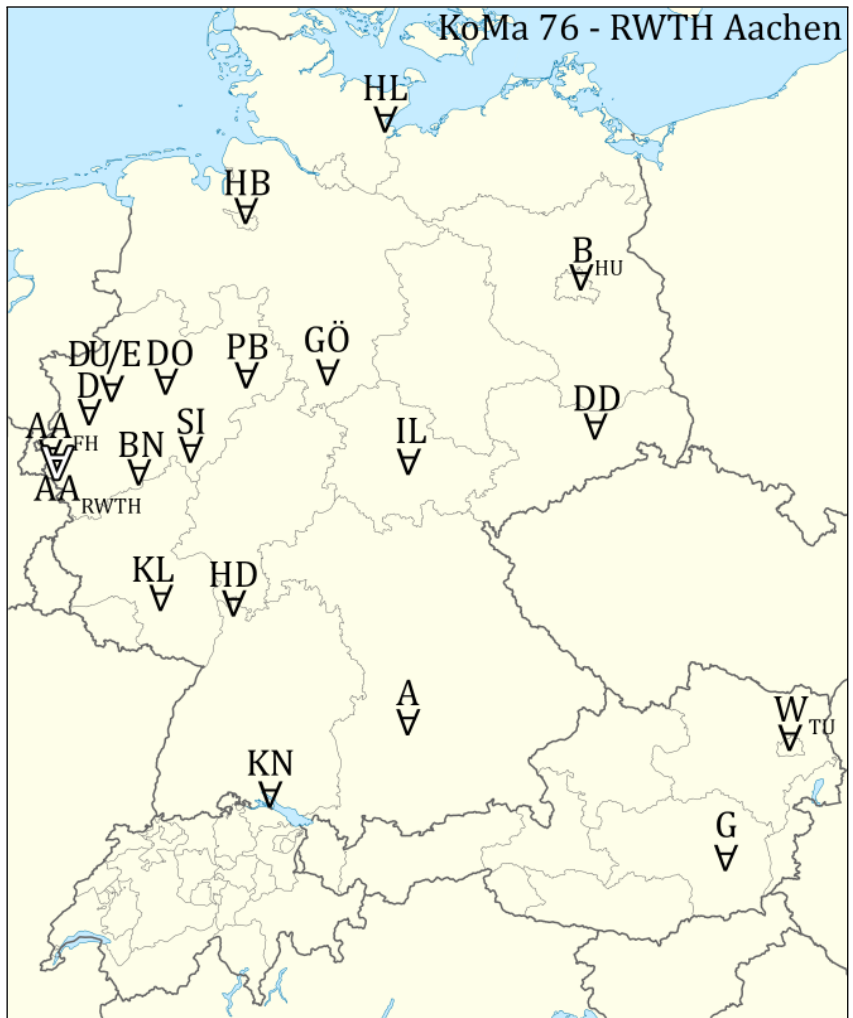 KoMa 76 - RWTH Aachen
HL
HB
B HU
DU/E
DO
PB
GÖ
D
DD
AA FH
SI
IL
BN
AA RWTH
KL
HD
A
W TU
KN
G